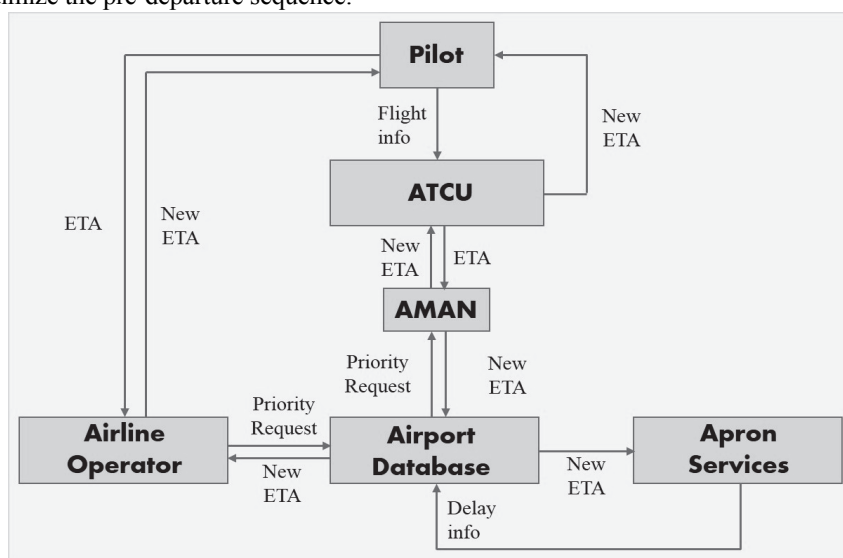 the pre-departure sequence.
Pilot
Flight
info
New
ETA
ATCU
ETA
New
ETA
New
ETA
ETA
AMAN
Priority
Request
New
ETA
Priority
Request
Airline
Operator
Airport
Database
Apron
Services
New
ETA
New
ETA
Delay
info